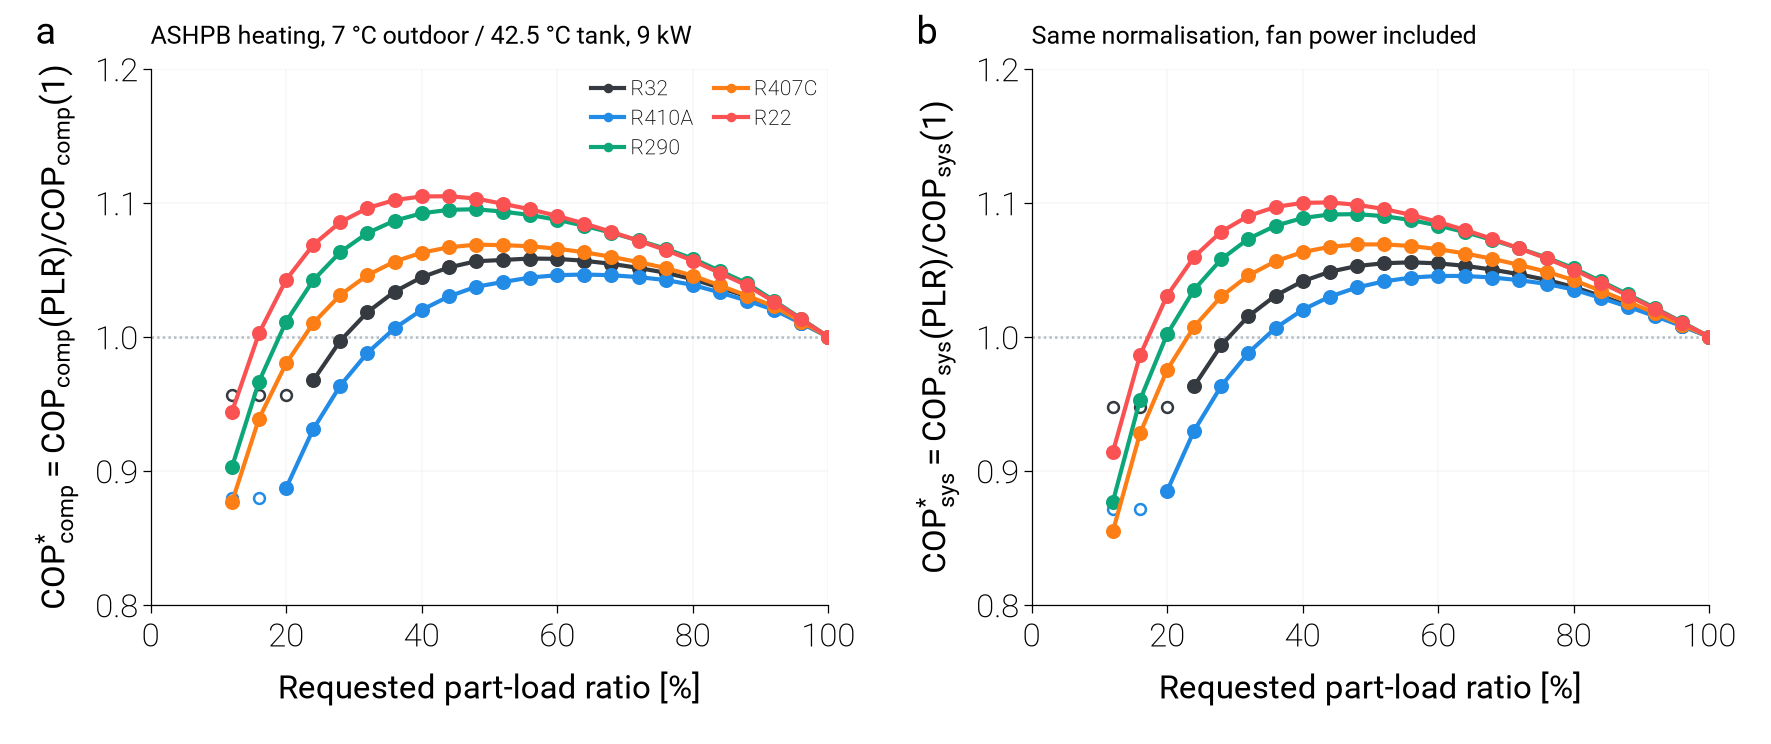 a
ASHPB heating, 7 °C outdoor / 42.5 °C tank, 9 kW
COP*comp = COPcomp(PLR)/COPcomp(1)
1.2
1.1
1.0
0.9
0.8
R32
R410A
R290
R407C
R22
0 20 40 60 80 100
Requested part-load ratio [%]
b
Same normalisation, fan power included
COP*sys = COPsys(PLR)/COPsys(1)
1.2
1.1
1.0
0.9
0.8
0 20 40 60 80 100
Requested part-load ratio [%]